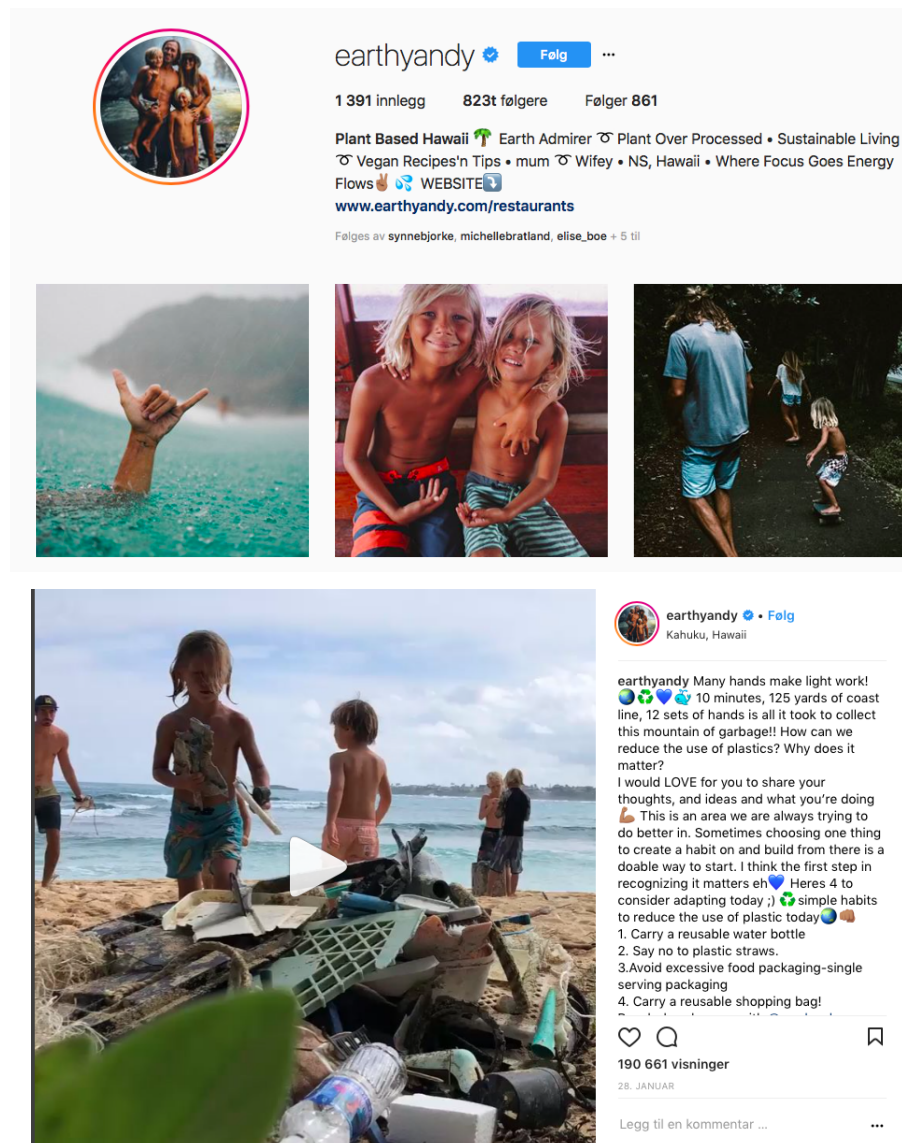 earthyandy Følg •••
1 391 innlegg 823t følgere Følger 861
Plant Based Hawaii 🌴 Earth Admirer ➰ Plant Over Processed • Sustainable Living
➰ Vegan Recipes'n Tips • mum ➰ Wifey • NS, Hawaii • Where Focus Goes Energy
Flows✌🏽 💦 WEBSITE⤵️
www.earthyandy.com/restaurants
Følges av synnebjorke, michellebratland, elise_boe + 5 til
earthyandy • Følg
Kahuku, Hawaii
earthyandy Many hands make light work!
🌏♻️💙🐳 10 minutes, 125 yards of coast
line, 12 sets of hands is all it took to collect
this mountain of garbage!! How can we
reduce the use of plastics? Why does it
matter?
I would LOVE for you to share your
thoughts, and ideas and what you're doing
💪🏽 This is an area we are always trying to
do better in. Sometimes choosing one thing
to create a habit on and build from there is a
doable way to start. I think the first step in
recognizing it matters eh💙 Heres 4 to
consider adapting today ;) ♻️simple habits
to reduce the use of plastic today🌏👊🏽
1. Carry a reusable water bottle
2. Say no to plastic straws.
3.Avoid excessive food packaging-single
serving packaging
4. Carry a reusable shopping bag!
190 661 visninger
28. JANUAR
Legg til en kommentar ... •••